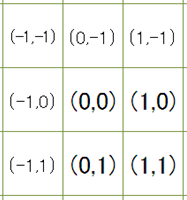 (-1,-1) (0,-1) (1,-1)
(-1,0) (0,0) (1,0)
(-1,1) (0,1) (1,1)